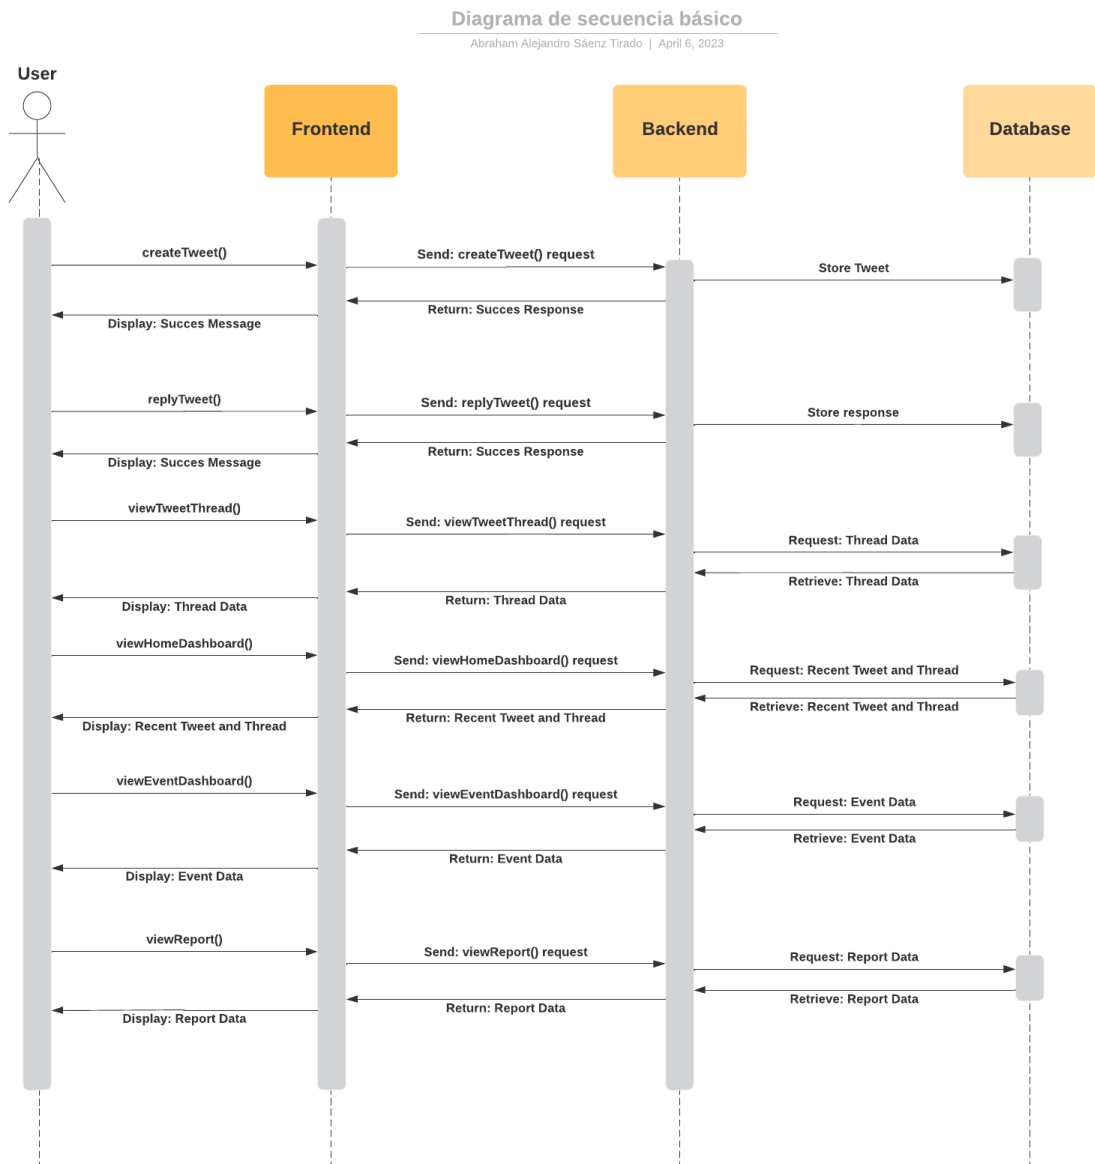 Diagrama de secuencia básico
Abraham Alejandro Sáenz Tirado | April 6, 2023
User
Frontend
Backend
Database
createTweet()
Send: createTweet() request
Store Tweet
Return: Succes Response
Display: Succes Message
replyTweet()
Send: replyTweet() request
Store response
Return: Succes Response
Display: Succes Message
viewTweetThread()
Send: viewTweetThread() request
Request: Thread Data
Retrieve: Thread Data
Return: Thread Data
Display: Thread Data
viewHomeDashboard()
Send: viewHomeDashboard() request
Request: Recent Tweet and Thread
Retrieve: Recent Tweet and Thread
Return: Recent Tweet and Thread
Display: Recent Tweet and Thread
viewEventDashboard()
Send: viewEventDashboard() request
Request: Event Data
Retrieve: Event Data
Return: Event Data
Display: Event Data
viewReport()
Send: viewReport() request
Request: Report Data
Retrieve: Report Data
Return: Report Data
Display: Report Data